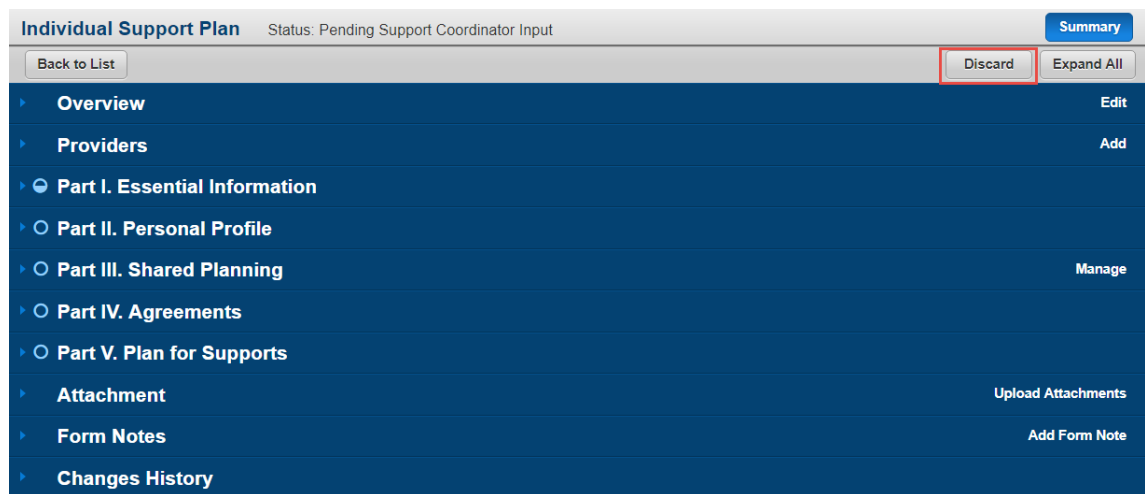 Individual Support Plan Status: Pending Support Coordinator Input Summary
Back to List Discard Expand All
Overview Edit
Providers Add
Part I. Essential Information
Part II. Personal Profile
Part III. Shared Planning Manage
Part IV. Agreements
Part V. Plan for Supports
Attachment Upload Attachments
Form Notes Add Form Note
Changes History